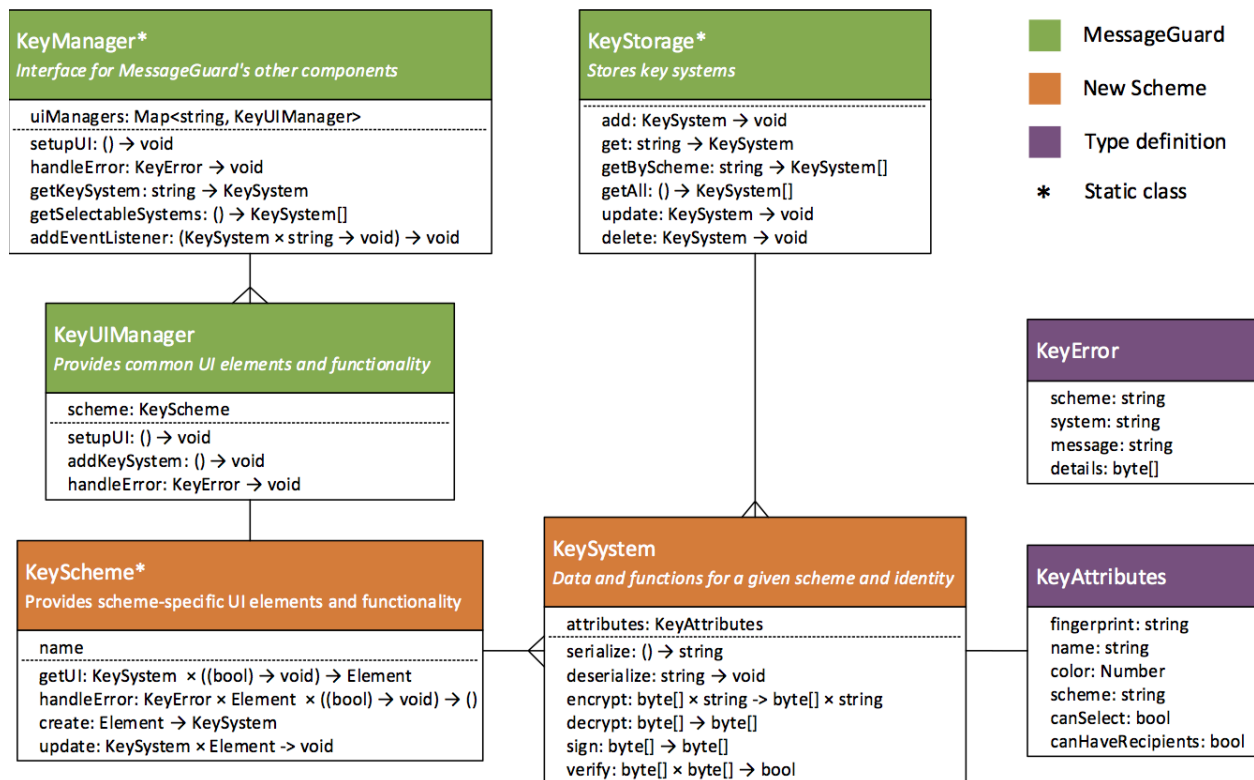 KeyManager*
Interface for MessageGuard's other components
uiManagers: Map<string, KeyUIManager>
setupUI: () → void
handleError: KeyError → void
getKeySystem: string → KeySystem
getSelectableSystems: () → KeySystem[]
addEventListener: (KeySystem × string → void) → void
KeyStorage*
Stores key systems
add: KeySystem → void
get: string → KeySystem
getByScheme: string → KeySystem[]
getAll: () → KeySystem[]
update: KeySystem → void
delete: KeySystem → void
MessageGuard
New Scheme
Type definition
* Static class
KeyUIManager
Provides common UI elements and functionality
scheme: KeyScheme
setupUI: () → void
addKeySystem: () → void
handleError: KeyError → void
KeyError
scheme: string
system: string
message: string
details: byte[]
KeyScheme*
Provides scheme-specific UI elements and functionality
name
getUI: KeySystem × ((bool) → void) → Element
handleError: KeyError × Element × ((bool) → void) → ()
create: Element → KeySystem
update: KeySystem × Element -> void
KeySystem
Data and functions for a given scheme and identity
attributes: KeyAttributes
serialize: () → string
deserialize: string → void
encrypt: byte[] × string -> byte[] × string
decrypt: byte[] → byte[]
sign: byte[] → byte[]
verify: byte[] × byte[] → bool
KeyAttributes
fingerprint: string
name: string
color: Number
scheme: string
canSelect: bool
canHaveRecipients: bool